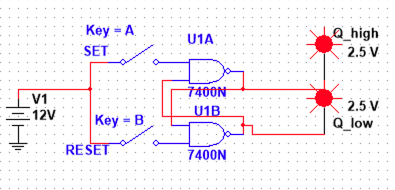 Key = A
SET
U1A
Q_high
2.5 V
7400N
V1
12V
Key = B
U1B
2.5 V
Q_low
RESET
7400N